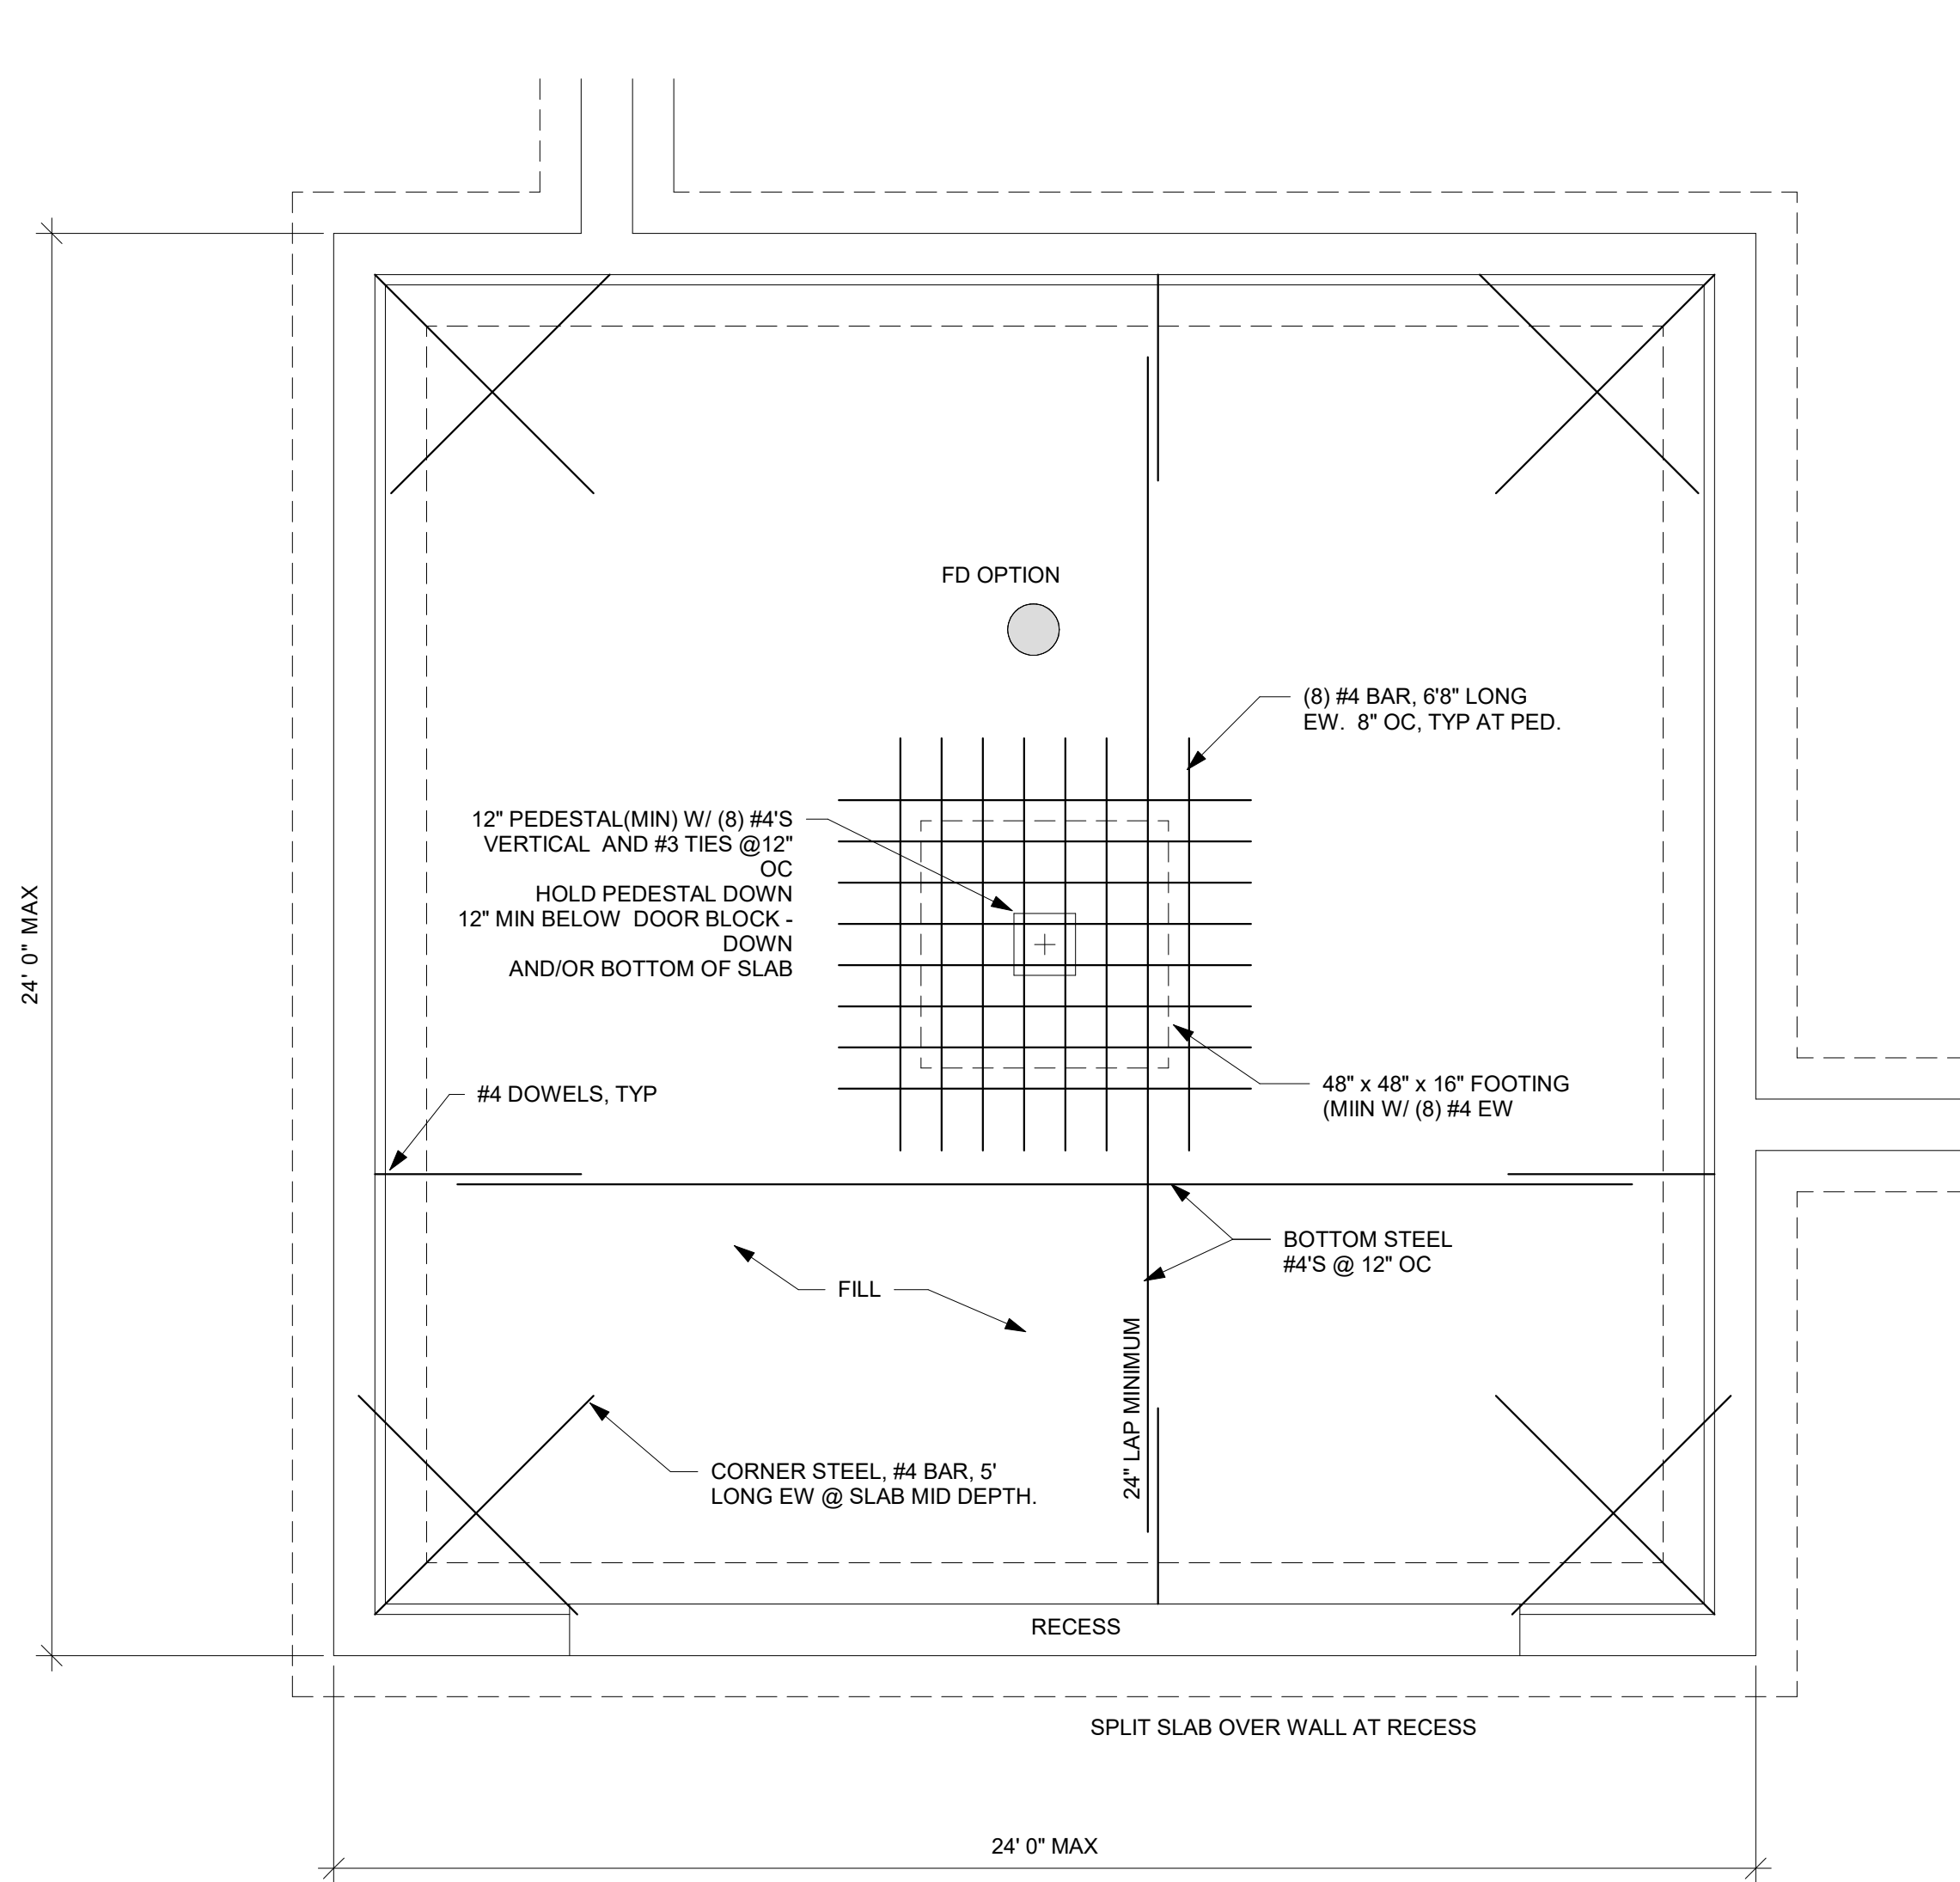 FD OPTION
(8) #4 BAR, 6'8" LONG
EW.  8" OC, TYP AT PED.
12" PEDESTAL(MIN) W/ (8) #4'S
VERTICAL  AND #3 TIES @12"
OC
HOLD PEDESTAL DOWN
12" MIN BELOW  DOOR BLOCK -
DOWN
AND/OR BOTTOM OF SLAB
24' 0" MAX
48" x 48" x 16" FOOTING
(MIIN W/ (8) #4 EW
#4 DOWELS, TYP
BOTTOM STEEL
#4'S @ 12" OC
FILL
24" LAP MINIMUM
CORNER STEEL, #4 BAR, 5'
LONG EW @ SLAB MID DEPTH.
RECESS
SPLIT SLAB OVER WALL AT RECESS
24' 0" MAX